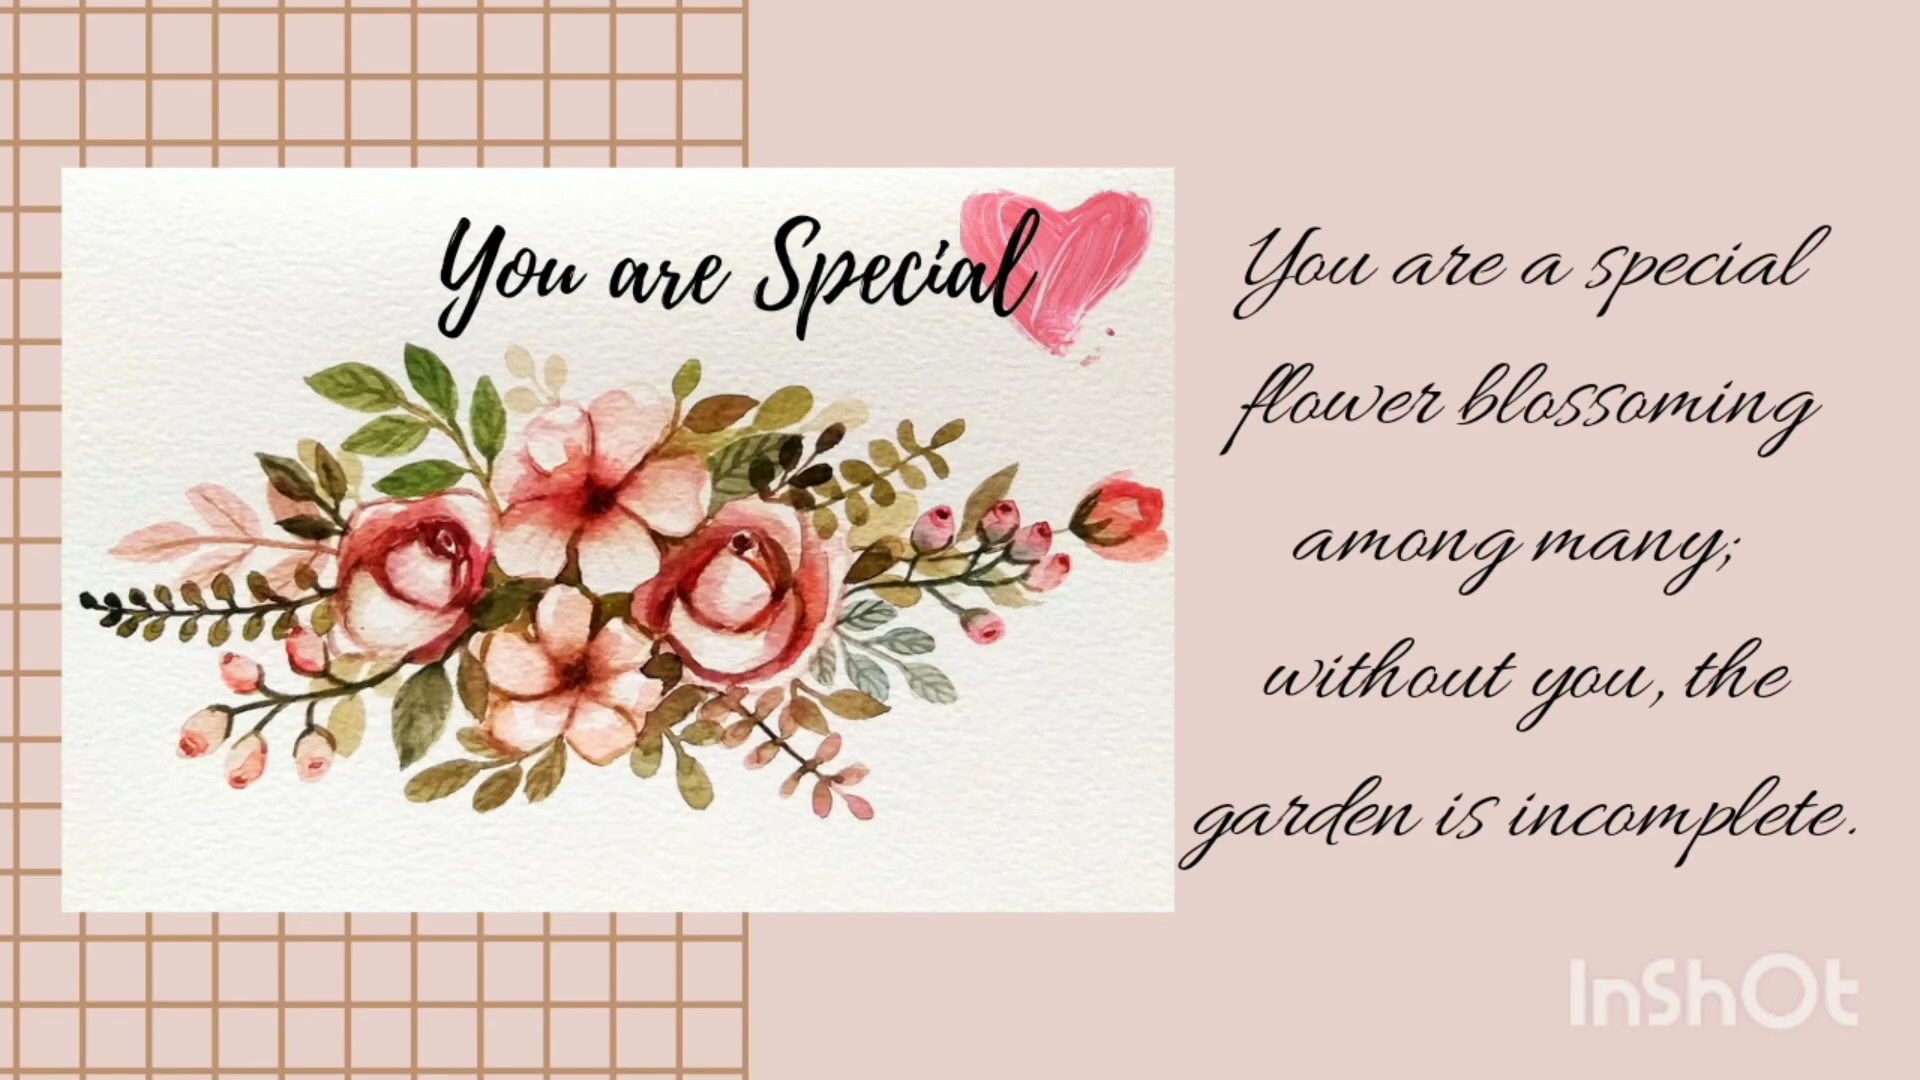 You are Special
You are a special
flower blossoming
among many;
without you, the
garden is incomplete.
InShOt